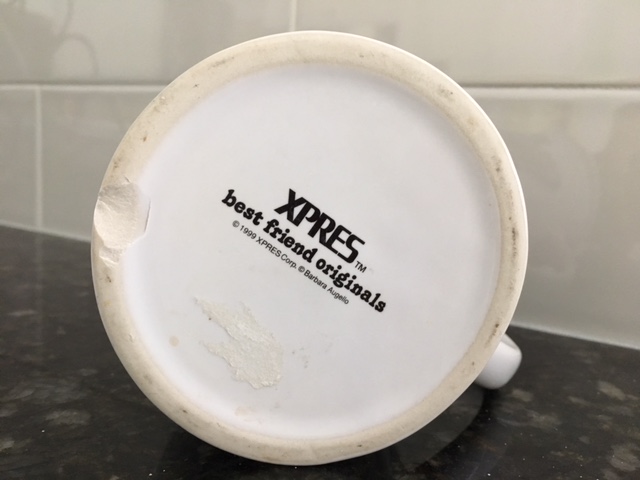 XPRES™
best friend originals
© 1999 XPRES Corp. © Barbara Augello